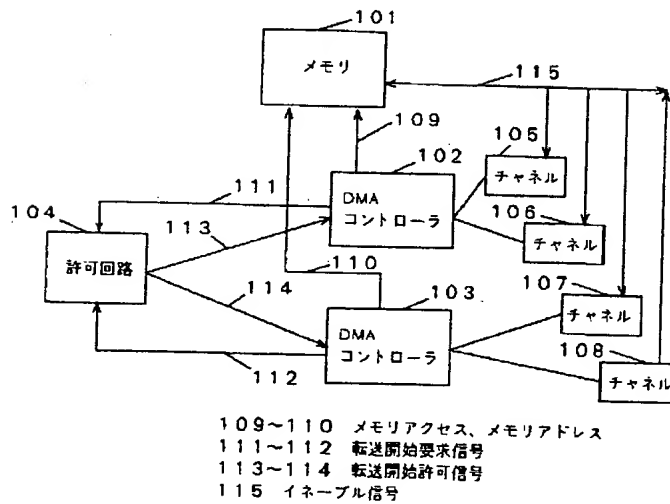 101
メモリ
115
109
105
102
チャネル
111
DMA
コントローラ
104
106
113
チャネル
許可回路
110
107
114
103
チャネル
DMA
コントローラ
108
112
チャネル
109～110 メモリアクセス、メモリアドレス
111～112 転送開始要求信号
113～114 転送開始許可信号
115 イネーブル信号